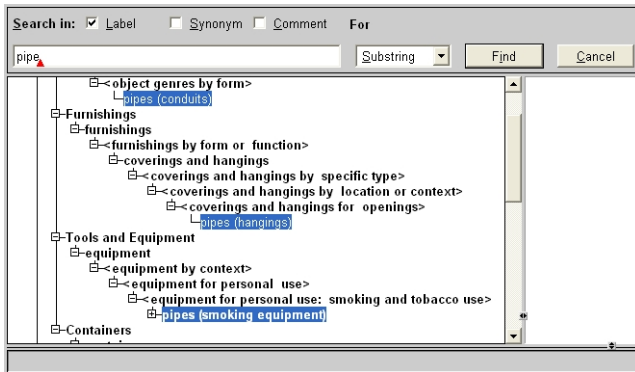 Search in: Label Synonym Comment For
pipe Substring Find Cancel
<object genres by form>
pipes (conduits)
Furnishings
furnishings
<furnishings by form or function>
coverings and hangings
<coverings and hangings by specific type>
<coverings and hangings by location or context>
<coverings and hangings for openings>
pipes (hangings)
Tools and Equipment
equipment
<equipment by context>
<equipment for personal use>
<equipment for personal use: smoking and tobacco use>
pipes (smoking equipment)
Containers